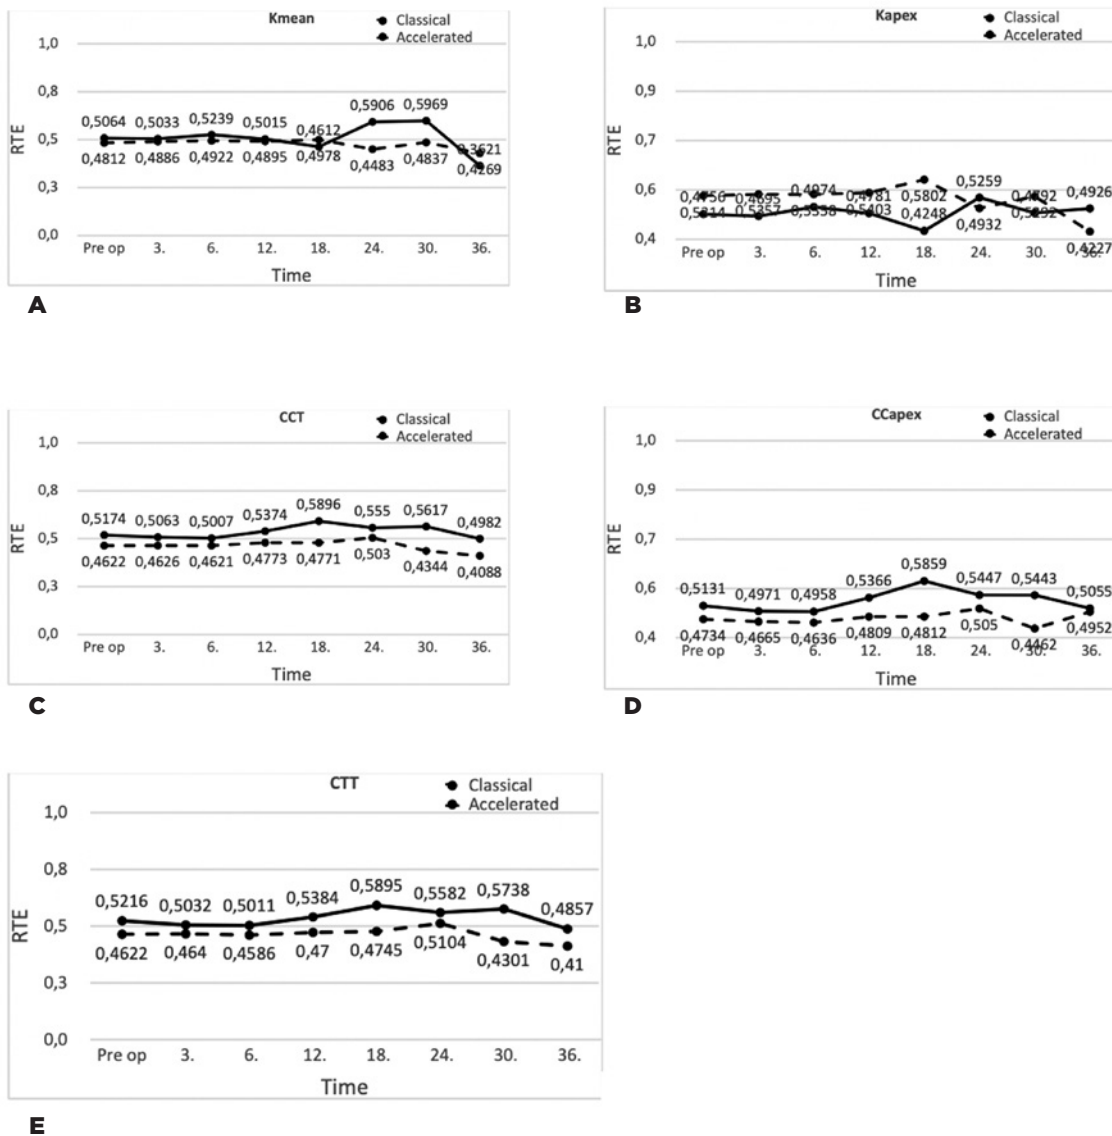 Kmean
Classical
Accelerated
RTE
1,0
0,8
0,5
0,3
0,0
0,5064 0,5033 0,5239 0,5015 0,4612 0,5906 0,5969 0,3621
0,4812 0,4886 0,4922 0,4895 0,4978 0,4483 0,4837 0,4269
Pre op 3. 6. 12. 18. 24. 30. 36.
Time
A
Kapex
Classical
Accelerated
RTE
1,0
0,9
0,7
0,6
0,4
0,4756 0,4695 0,4974 0,4781 0,5802 0,5259 0,4792 0,4926
0,5357 0,5403 0,4248 0,4932 0,4227
Pre op 3. 6. 12. 18. 24. 30. 36.
Time
B
CCT
Classical
Accelerated
RTE
1,0
0,8
0,5
0,3
0,0
0,5174 0,5063 0,5007 0,5374 0,5896 0,555 0,5617 0,4982
0,4622 0,4626 0,4621 0,4773 0,4771 0,503 0,4344 0,4088
Pre op 3. 6. 12. 18. 24. 30. 36.
Time
C
CCapex
Classical
Accelerated
RTE
1,0
0,9
0,7
0,6
0,4
0,5131 0,4971 0,4958 0,5366 0,5859 0,5447 0,5443 0,5055
0,4734 0,4665 0,4636 0,4809 0,4812 0,505 0,4462 0,4952
Pre op 3. 6. 12. 18. 24. 30. 36.
Time
D
CTT
Classical
Accelerated
RTE
1,0
0,8
0,5
0,3
0,0
0,5216 0,5032 0,5011 0,5384 0,5895 0,5582 0,5738 0,4857
0,4622 0,464 0,4586 0,47 0,4745 0,5104 0,4301 0,41
Pre op 3. 6. 12. 18. 24. 30. 36.
Time
E